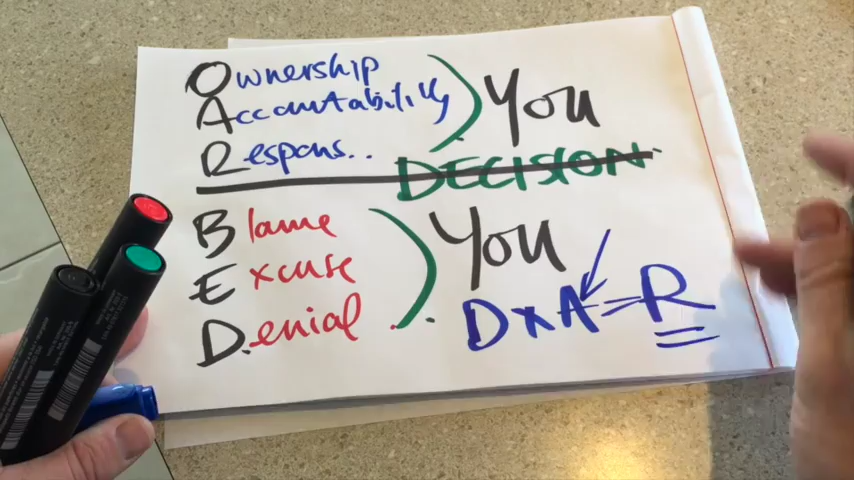 Ownership
Accountability
Respons..
You
DECISION
Blame
Excuse
Denial
You
D x A = R